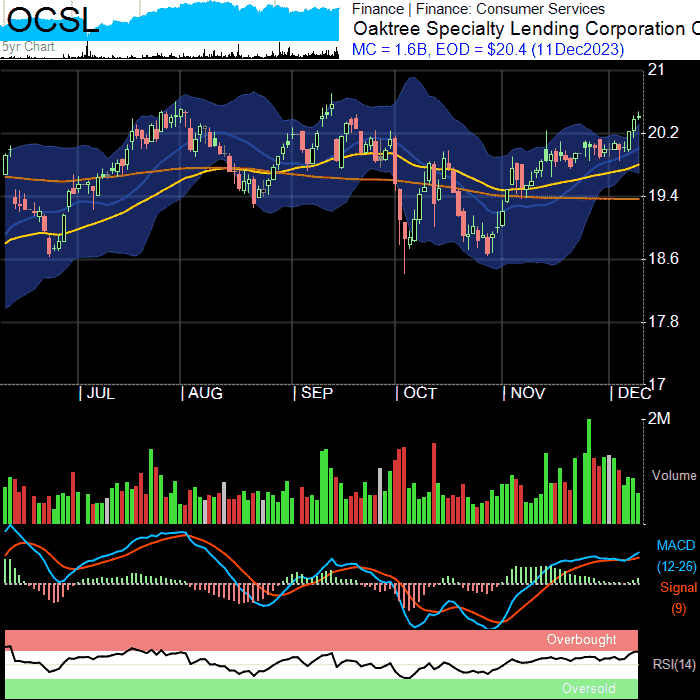 OCSL
5yr Chart
Finance | Finance: Consumer Services
Oaktree Specialty Lending Corporation C
MC = 1.6B, EOD = $20.4 (11Dec2023)
21
20.2
19.4
18.6
17.8
17
JUL AUG SEP OCT NOV DEC
2M
Volume
MACD
(12-26)
Signal
(9)
Overbought
RSI(14)
Oversold